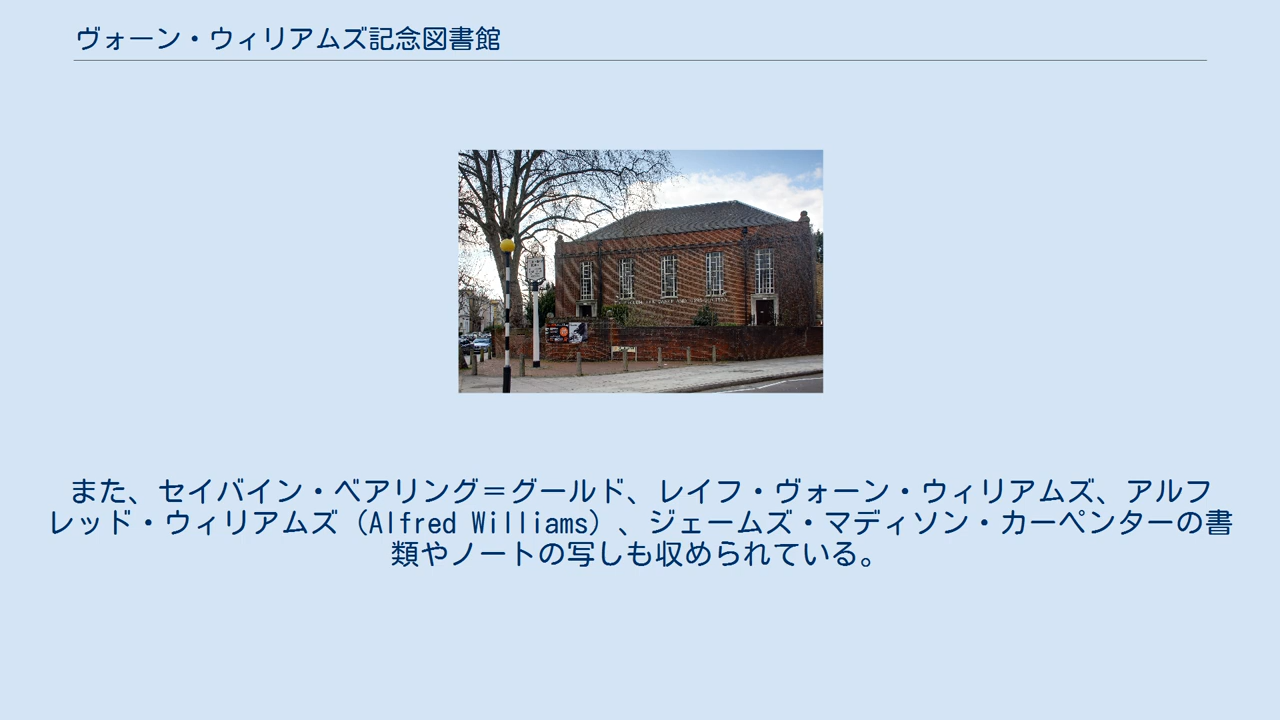 ヴォーン・ウィリアムズ記念図書館
また、セイバイン・ベアリング＝グールド、レイフ・ヴォーン・ウィリアムズ、アルフ
レッド・ウィリアムズ（Alfred Williams）、ジェームズ・マディソン・カーペンターの書
類やノートの写しも収められている。